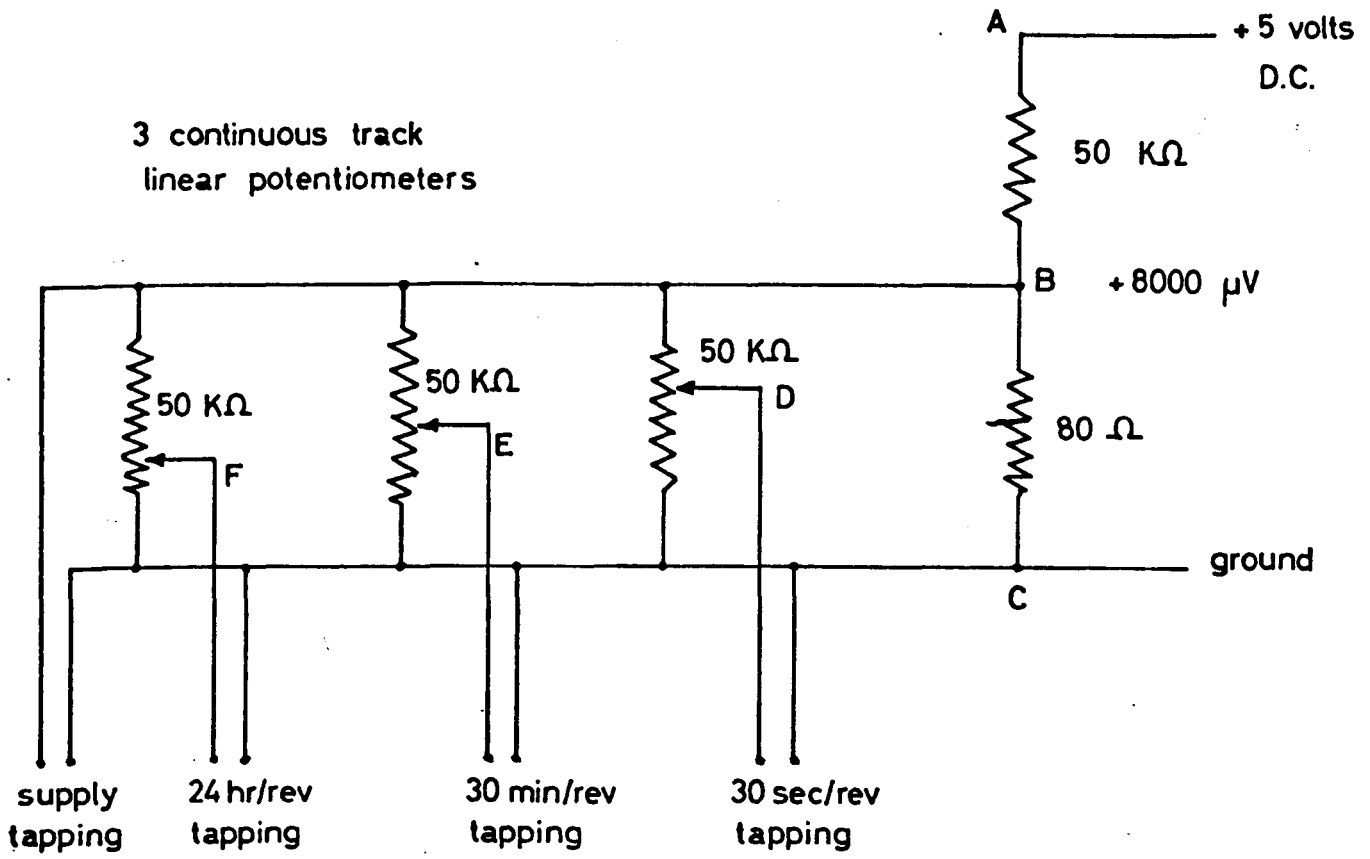 A
+ 5 volts
D.C.
3 continuous track
linear potentiometers
50 KΩ
B
+ 8000 µV
50 KΩ
50 KΩ
50 KΩ
D
80 Ω
E
F
ground
C
supply
tapping
24 hr/rev
tapping
30 min/rev
tapping
30 sec/rev
tapping